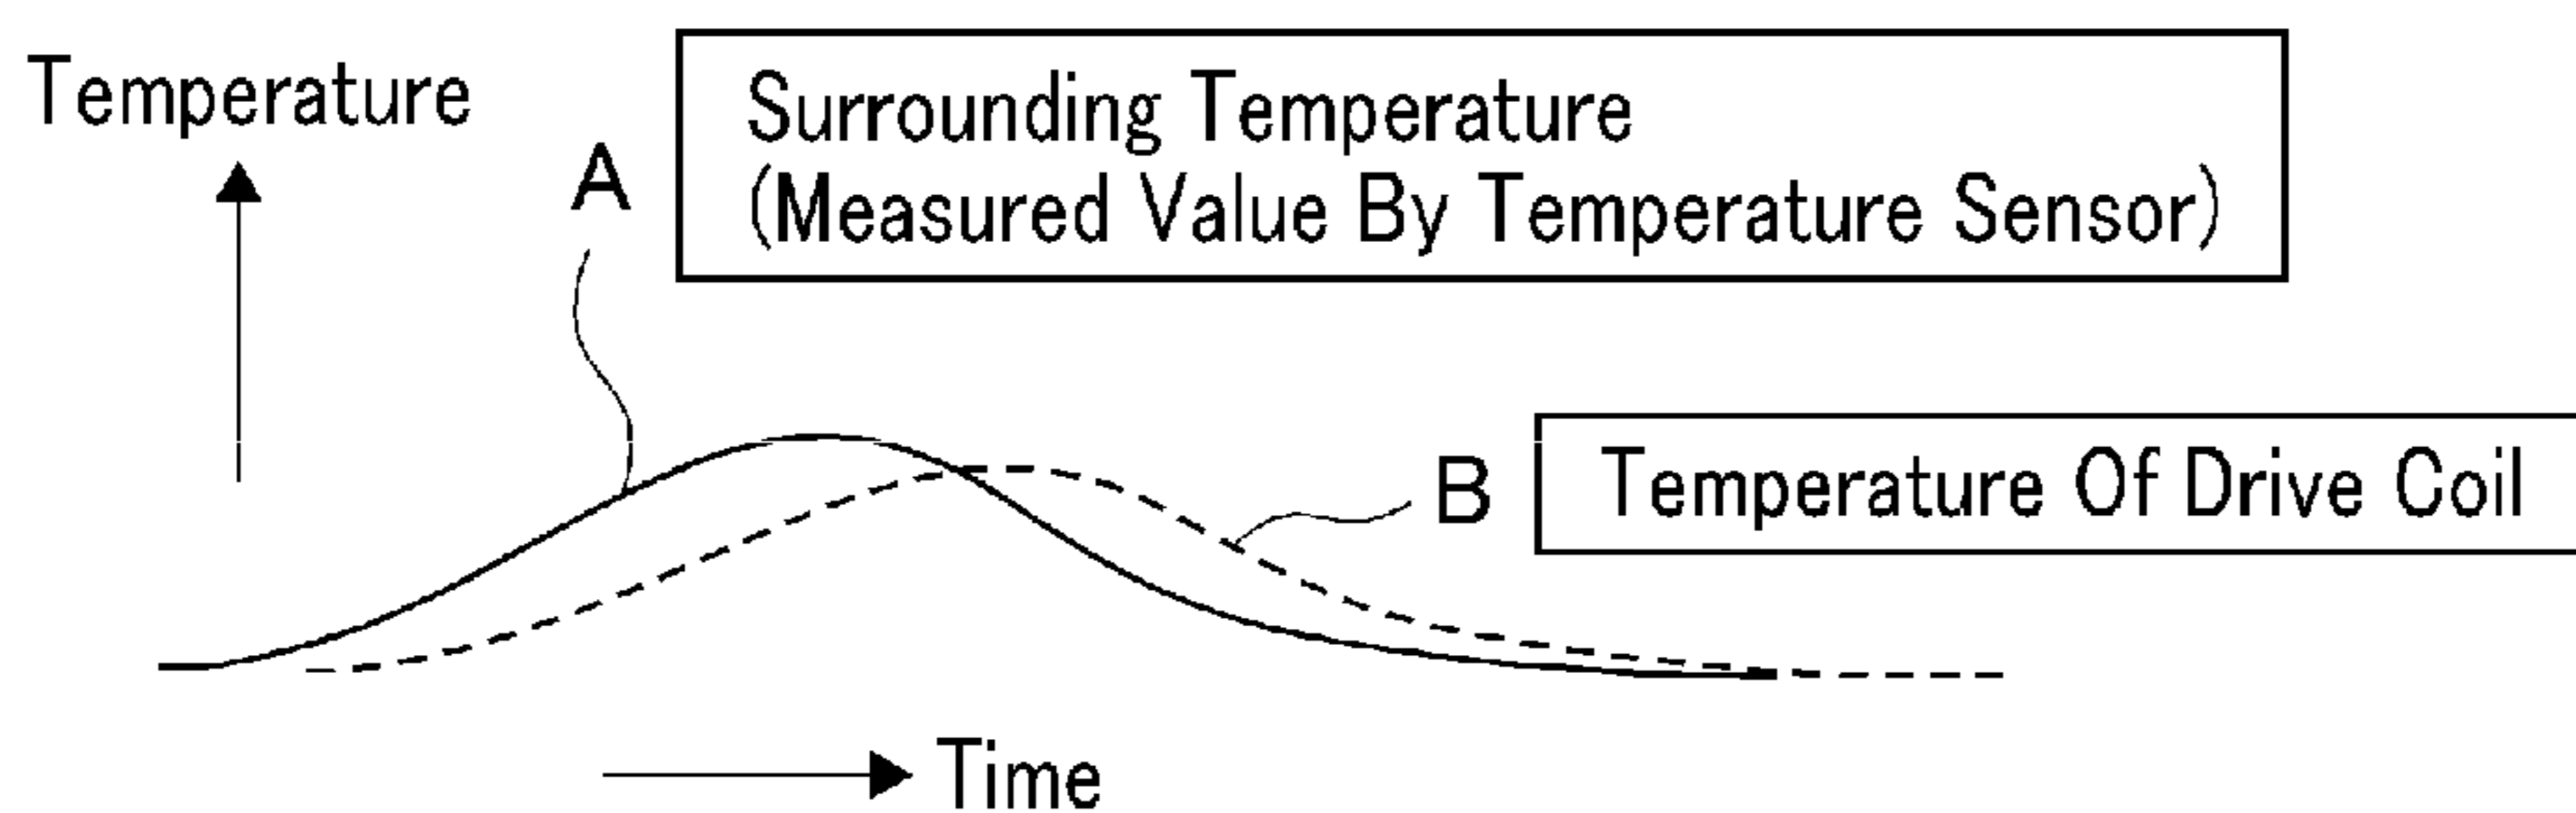 Temperature
A
Surrounding Temperature
(Measured Value By Temperature Sensor)
B
Temperature Of Drive Coil
Time